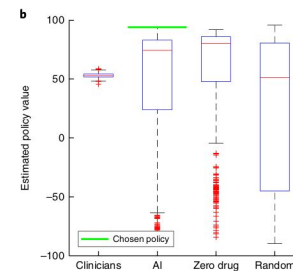 b
Estimated policy value
100
50
0
−50
−100
Chosen policy
Clinicians AI Zero drug Random